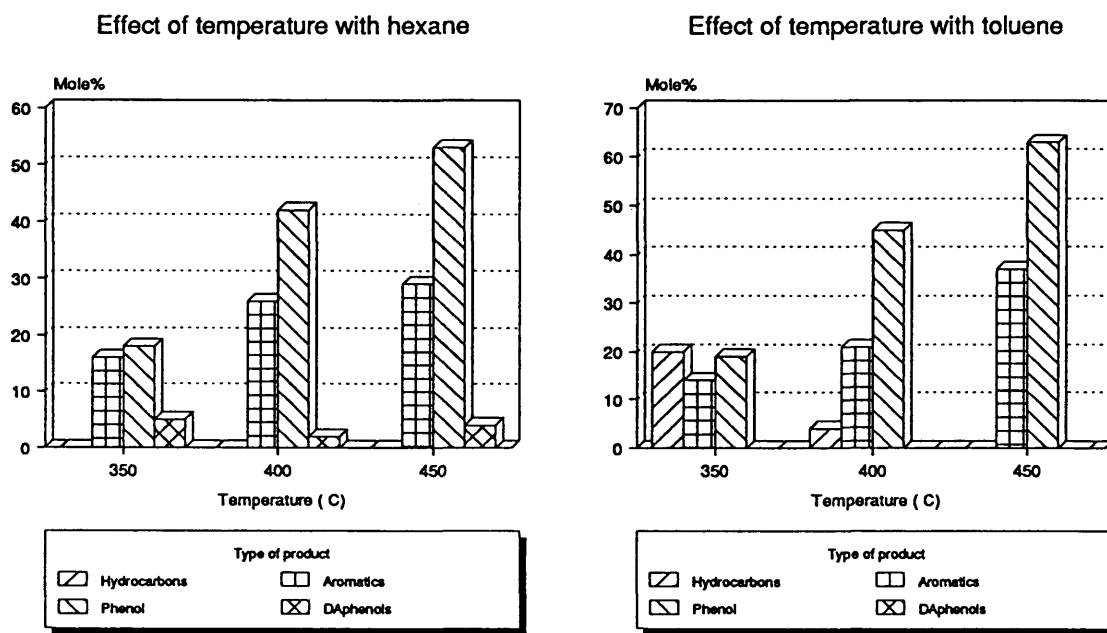 Effect of temperature with hexane
Mole%
60
50
40
30
20
10
0
350 400 450
Temperature ( C)
Type of product
Hydrocarbons Aromatics
Phenol DAphenols
Effect of temperature with toluene
Mole%
70
60
50
40
30
20
10
0
350 400 450
Temperature ( C)
Type of product
Hydrocarbons Aromatics
Phenol DAphenols